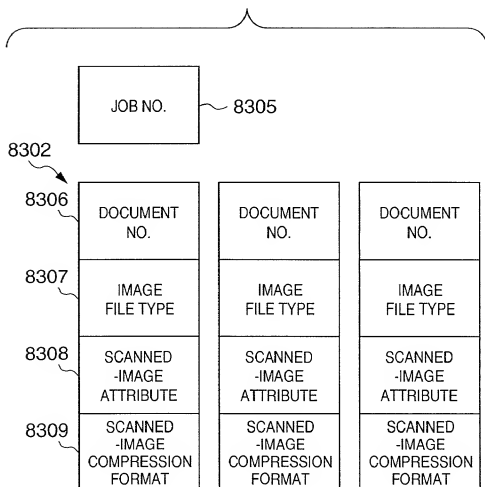 JOB NO.
8305
8302
8306
DOCUMENT
NO.
DOCUMENT
NO.
DOCUMENT
NO.
8307
IMAGE
FILE TYPE
IMAGE
FILE TYPE
IMAGE
FILE TYPE
8308
SCANNED
-IMAGE
ATTRIBUTE
SCANNED
-IMAGE
ATTRIBUTE
SCANNED
-IMAGE
ATTRIBUTE
8309
SCANNED
-IMAGE
COMPRESSION
FORMAT
SCANNED
-IMAGE
COMPRESSION
FORMAT
SCANNED
-IMAGE
COMPRESSION
FORMAT